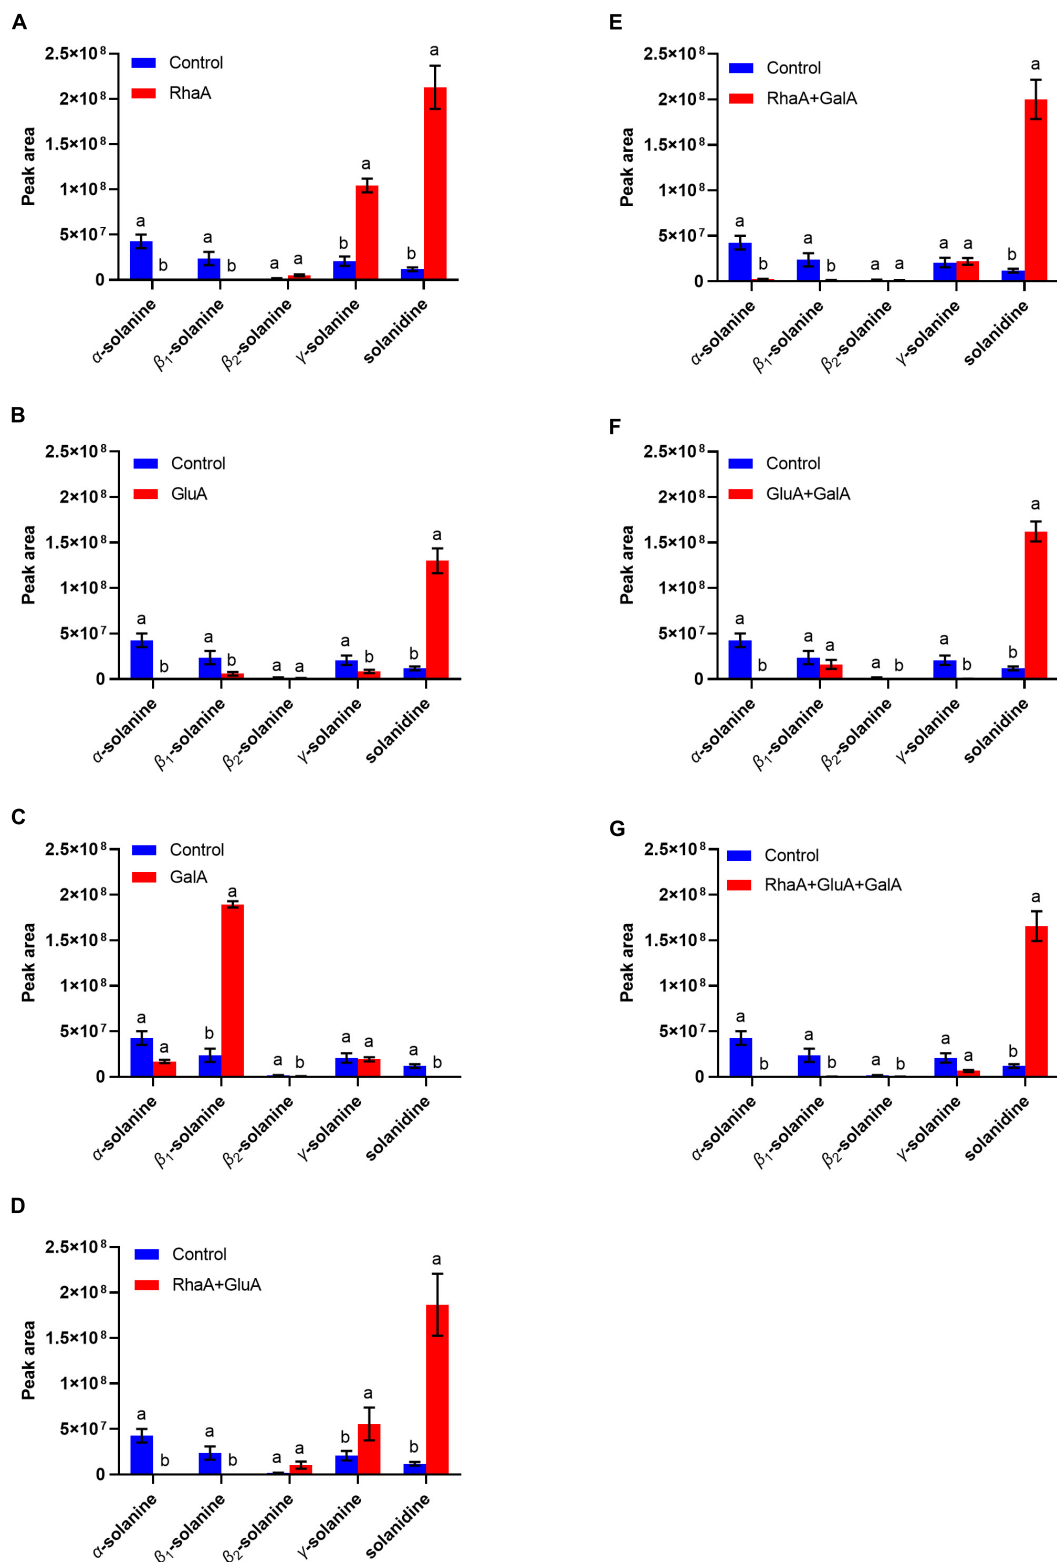 A
2.5×10⁸
2×10⁸
1.5×10⁸
1×10⁸
5×10⁷
0
Peak area
Control
RhaA
a
b
a
b
a
a
b
a
b
a
α-solanine
β₁-solanine
β₂-solanine
γ-solanine
solanidine
B
2.5×10⁸
2×10⁸
1.5×10⁸
1×10⁸
5×10⁷
0
Peak area
Control
GluA
a
b
a
b
a
a
a
b
b
a
α-solanine
β₁-solanine
β₂-solanine
γ-solanine
solanidine
C
2.5×10⁸
2×10⁸
1.5×10⁸
1×10⁸
5×10⁷
0
Peak area
Control
GalA
a
a
b
a
a
b
a
a
a
b
α-solanine
β₁-solanine
β₂-solanine
γ-solanine
solanidine
D
2.5×10⁸
2×10⁸
1.5×10⁸
1×10⁸
5×10⁷
0
Peak area
Control
RhaA+GluA
a
b
a
b
a
a
b
a
b
a
α-solanine
β₁-solanine
β₂-solanine
γ-solanine
solanidine
E
2.5×10⁸
2×10⁸
1.5×10⁸
1×10⁸
5×10⁷
0
Peak area
Control
RhaA+GalA
a
b
a
b
a
a
a
a
b
a
α-solanine
β₁-solanine
β₂-solanine
γ-solanine
solanidine
F
2.5×10⁸
2×10⁸
1.5×10⁸
1×10⁸
5×10⁷
0
Peak area
Control
GluA+GalA
a
b
a
a
a
b
a
b
b
a
α-solanine
β₁-solanine
β₂-solanine
γ-solanine
solanidine
G
2.5×10⁸
2×10⁸
1.5×10⁸
1×10⁸
5×10⁷
0
Peak area
Control
RhaA+GluA+GalA
a
b
a
b
a
b
a
a
b
a
α-solanine
β₁-solanine
β₂-solanine
γ-solanine
solanidine